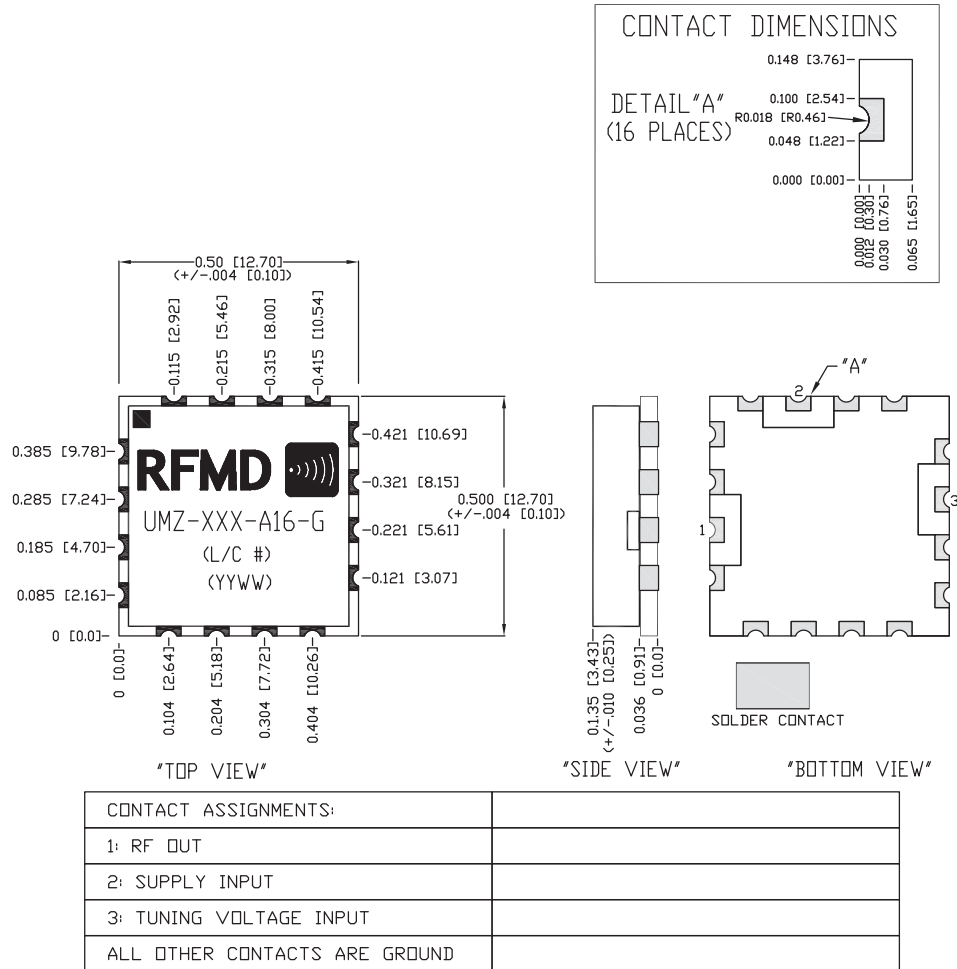 CONTACT DIMENSIONS
0.148 [3.76]
DETAIL"A"
(16 PLACES)
0.100 [2.54]
R0.018 [R0.46]
0.048 [1.22]
0.000 [0.00]
0.000 [0.00]
0.012 [0.30]
0.030 [0.76]
0.065 [1.65]
0.50 [12.70]
(+/-.004 [0.10])
0.115 [2.92]
0.215 [5.46]
0.315 [8.00]
0.415 [10.54]
0.385 [9.78]
0.285 [7.24]
0.185 [4.70]
0.085 [2.16]
0 [0.0]
RFMD
UMZ-XXX-A16-G
(L/C #)
(YYWW)
0.421 [10.69]
0.321 [8.15]
0.221 [5.61]
0.121 [3.07]
0.500 [12.70]
(+/-.004 [0.10])
0 [0.0]
0.104 [2.64]
0.204 [5.18]
0.304 [7.72]
0.404 [10.26]
"TOP VIEW"
0.135 [3.43]
(+/-.010 [0.25])
0.036 [0.91]
0 [0.0]
"SIDE VIEW"
"A"
2
1
3
SOLDER CONTACT
"BOTTOM VIEW"
CONTACT ASSIGNMENTS:
1: RF OUT
2: SUPPLY INPUT
3: TUNING VOLTAGE INPUT
ALL OTHER CONTACTS ARE GROUND